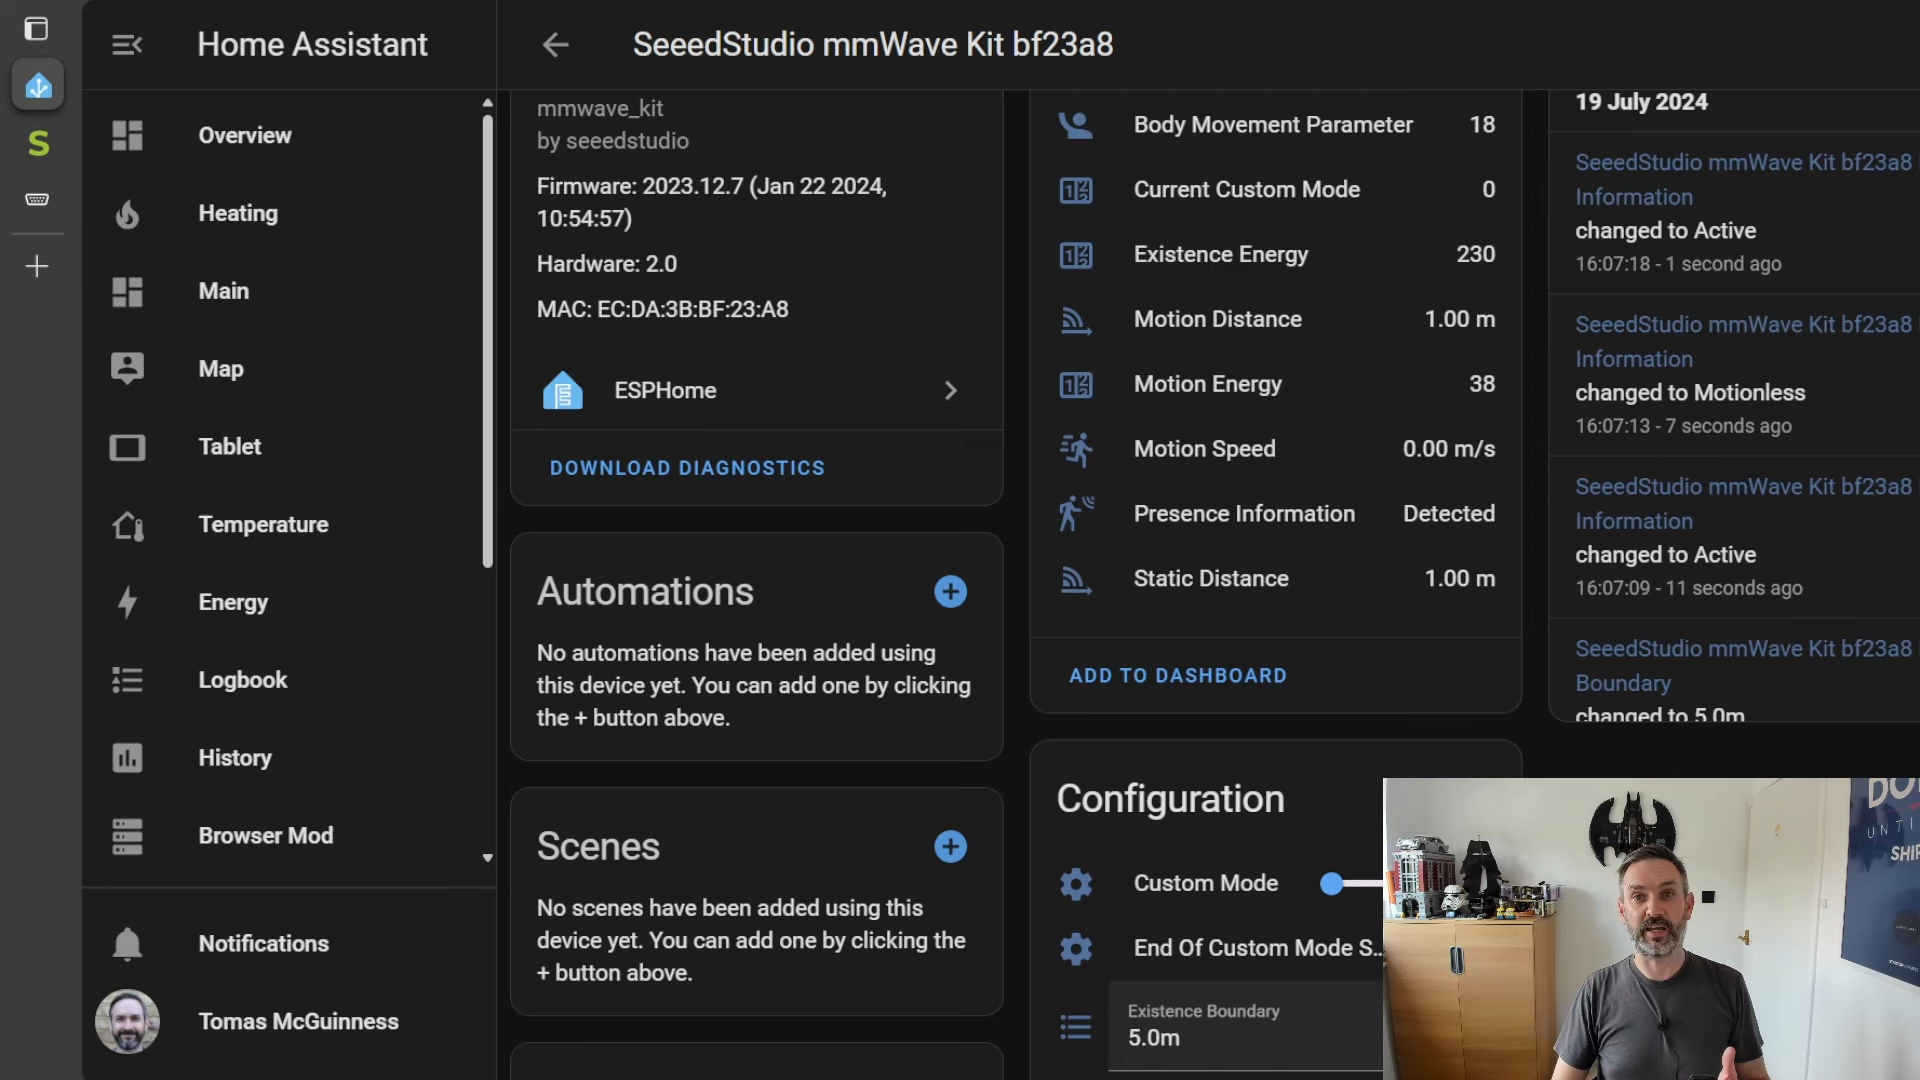 Home Assistant
SeeedStudio mmWave Kit bf23a8
S
Overview
Heating
Main
Map
Tablet
Temperature
Energy
Logbook
History
Browser Mod
Notifications
Tomas McGuinness
mmwave_kit
by seeedstudio
Firmware: 2023.12.7 (Jan 22 2024,
10:54:57)
Hardware: 2.0
MAC: EC:DA:3B:BF:23:A8
ESPHome
DOWNLOAD DIAGNOSTICS
Automations
No automations have been added using
this device yet. You can add one by clicking
the + button above.
Scenes
No scenes have been added using this
device yet. You can add one by clicking the
+ button above.
Body Movement Parameter 18
Current Custom Mode 0
Existence Energy 230
Motion Distance 1.00 m
Motion Energy 38
Motion Speed 0.00 m/s
Presence Information Detected
Static Distance 1.00 m
ADD TO DASHBOARD
Configuration
Custom Mode
End Of Custom Mode S...
Existence Boundary
5.0m
19 July 2024
SeeedStudio mmWave Kit bf23a8
Information
changed to Active
16:07:18 - 1 second ago
SeeedStudio mmWave Kit bf23a8
Information
changed to Motionless
16:07:13 - 7 seconds ago
SeeedStudio mmWave Kit bf23a8
Information
changed to Active
16:07:09 - 11 seconds ago
SeeedStudio mmWave Kit bf23a8
Boundary
changed to 5.0m
DO
UNTI
SHIP